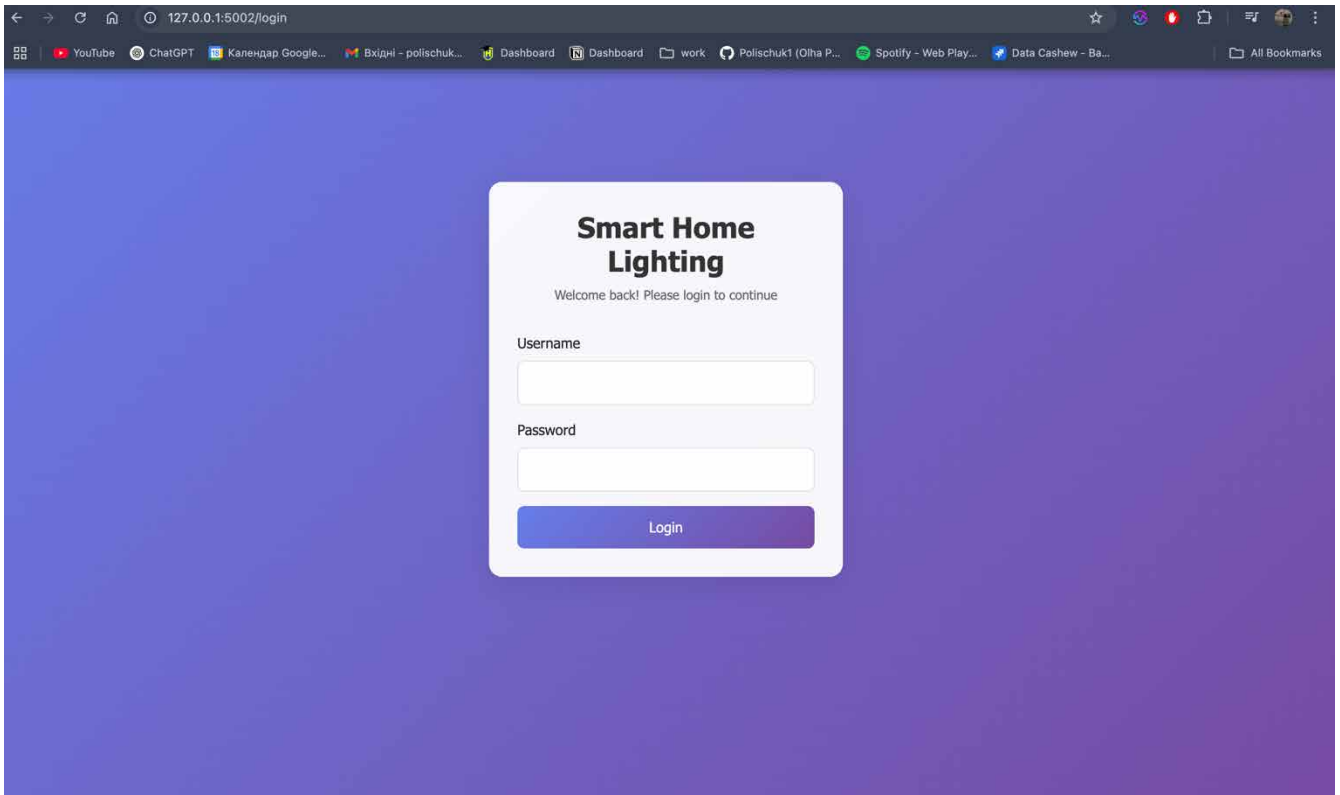 127.0.0.1:5002/login
YouTube ChatGPT Календар Google... Вхідні - polischuk... Dashboard Dashboard work Polischuk1 (Olha P... Spotify - Web Play... Data Cashew - Ba... All Bookmarks
Smart Home
Lighting
Welcome back! Please login to continue
Username
Password
Login